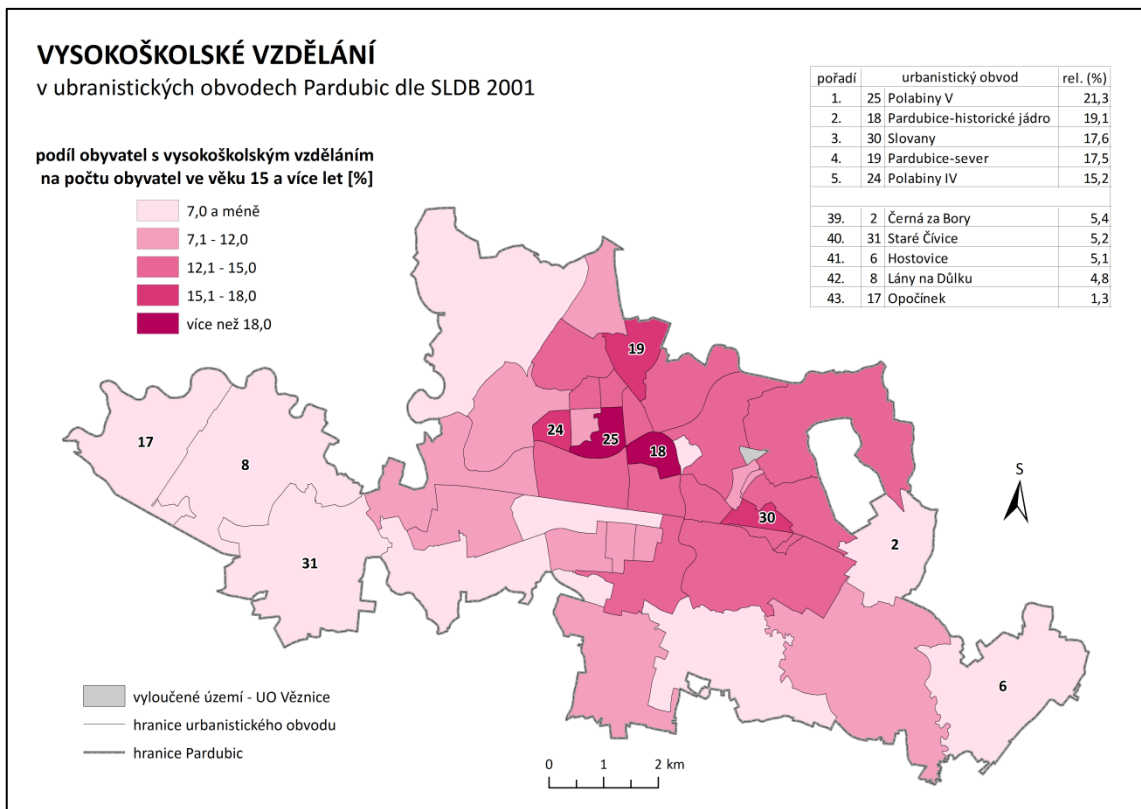 VYSOKOŠKOLSKÉ VZDĚLÁNÍ
v ubranistických obvodech Pardubic dle SLDB 2001
podíl obyvatel s vysokoškolským vzděláním
na počtu obyvatel ve věku 15 a více let [%]
7,0 a méně
7,1 - 12,0
12,1 - 15,0
15,1 - 18,0
více než 18,0
pořadí urbanistický obvod rel. (%)
1. 25 Polabiny V 21,3
2. 18 Pardubice-historické jádro 19,1
3. 30 Slovany 17,6
4. 19 Pardubice-sever 17,5
5. 24 Polabiny IV 15,2
39. 2 Černá za Bory 5,4
40. 31 Staré Čívice 5,2
41. 6 Hostovice 5,1
42. 8 Lány na Důlku 4,8
43. 17 Opočínek 1,3
19
17
24
25
18
8
30
2
31
6
S
vyloučené území - UO Věznice
hranice urbanistického obvodu
hranice Pardubic
0 1 2 km